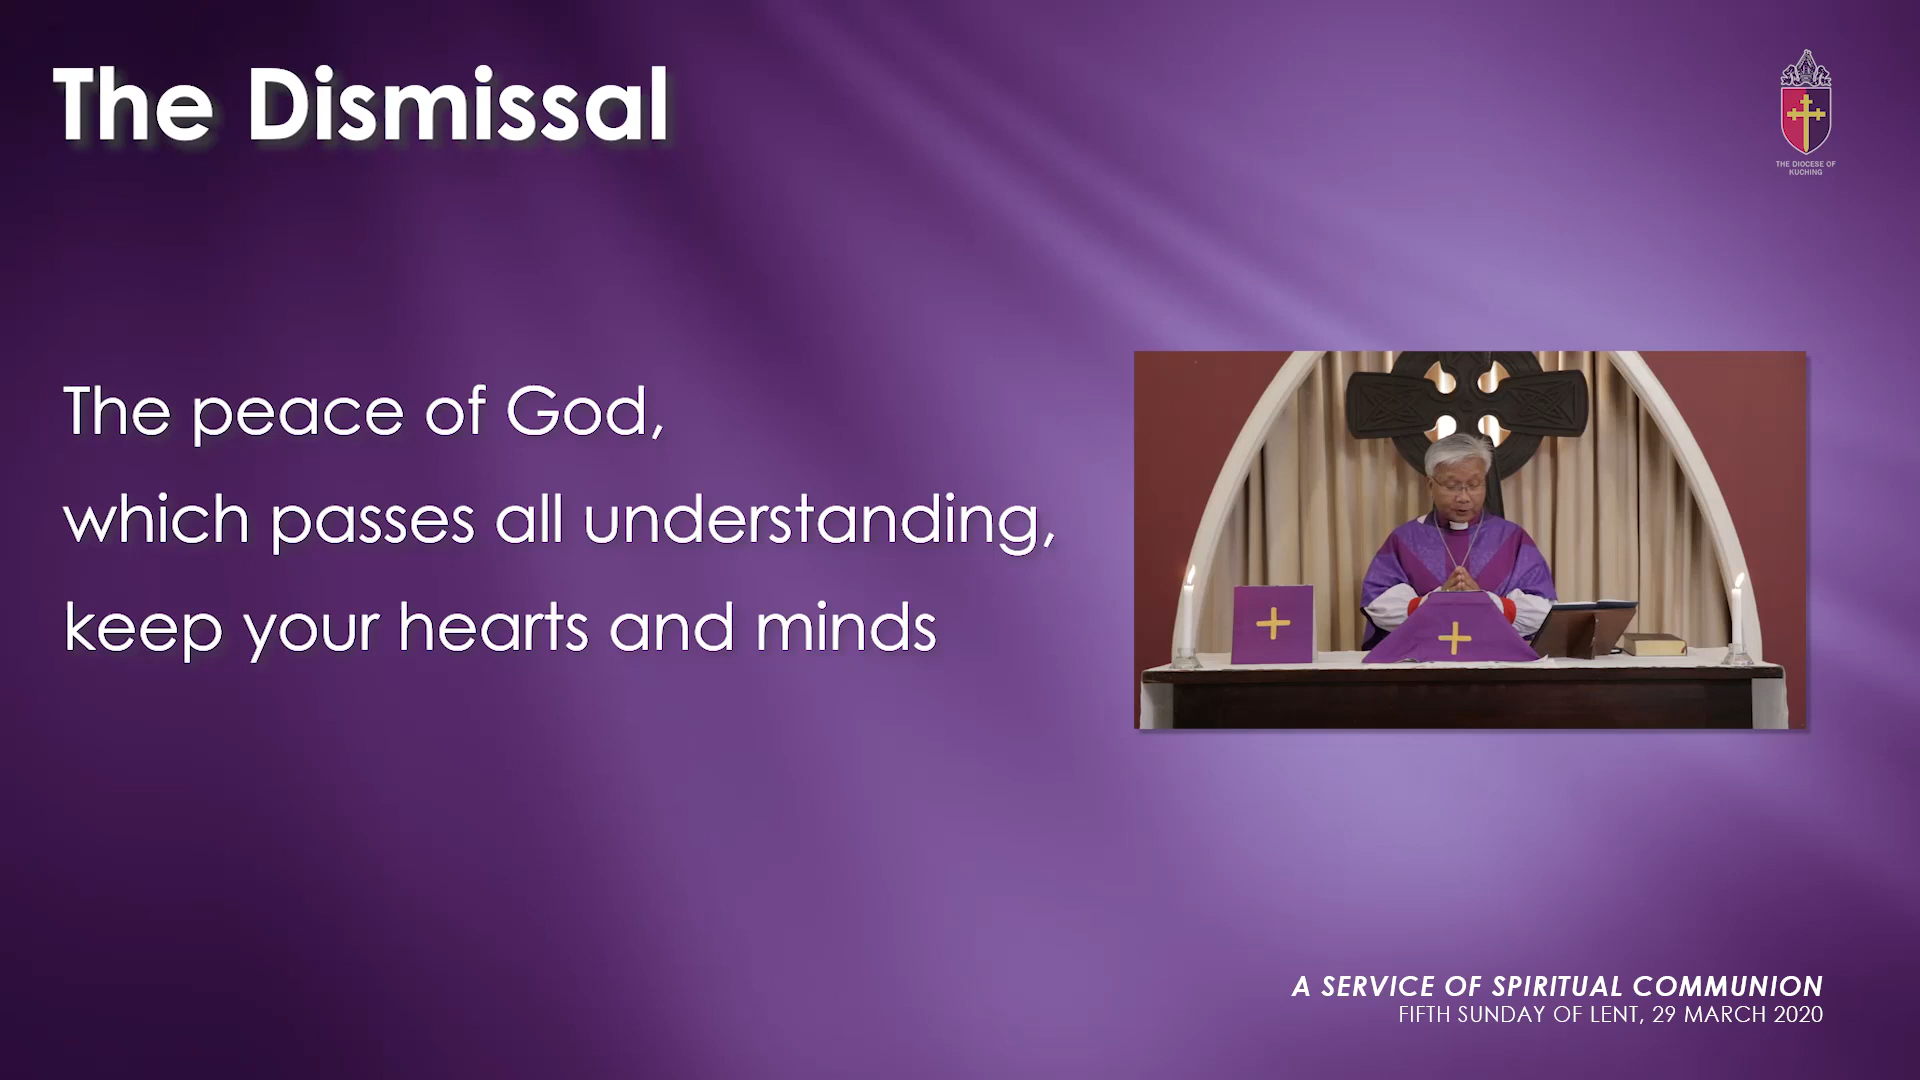 The Dismissal
THE DIOCESE OF
KUCHING
The peace of God,
which passes all understanding,
keep your hearts and minds
A SERVICE OF SPIRITUAL COMMUNION
FIFTH SUNDAY OF LENT, 29 MARCH 2020